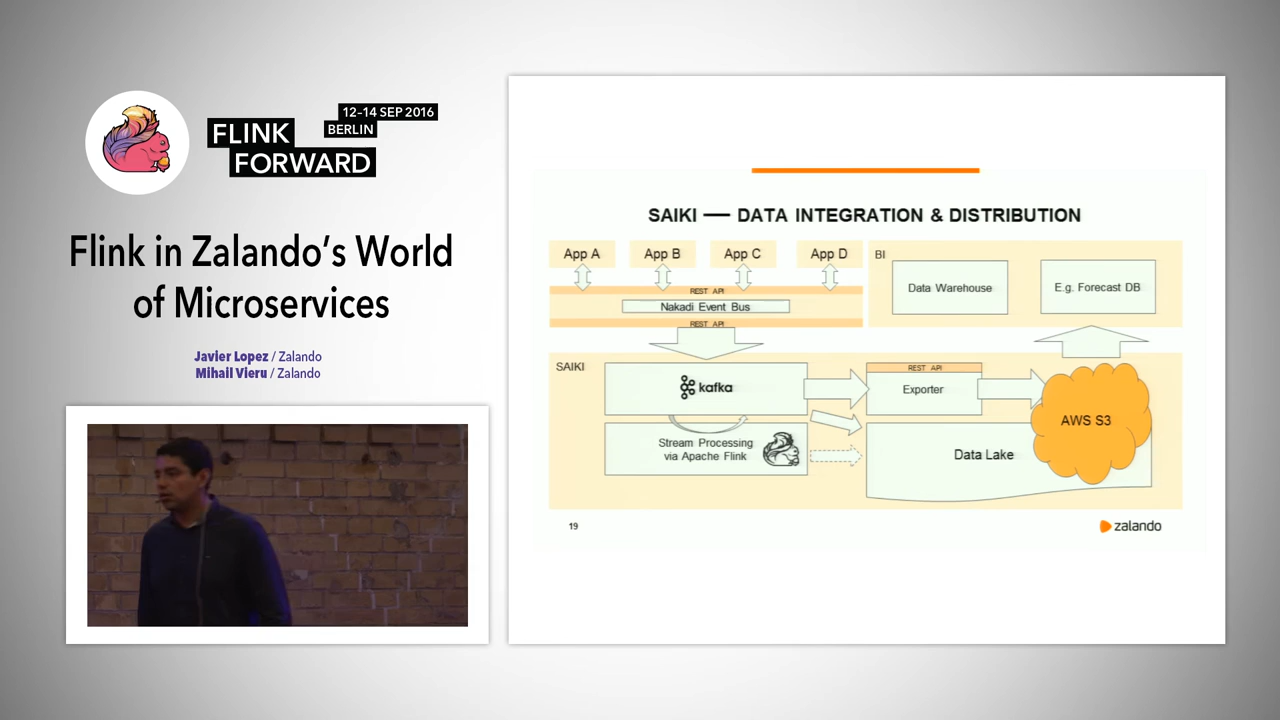 12–14 SEP 2016
BERLIN
FLINK
FORWARD
Flink in Zalando’s World
of Microservices
Javier Lopez / Zalando
Mihail Vieru / Zalando
SAIKI — DATA INTEGRATION & DISTRIBUTION
App A
App B
App C
App D
REST API
Nakadi Event Bus
REST API
BI
Data Warehouse
E.g. Forecast DB
SAIKI
kafka
REST API
Exporter
AWS S3
Stream Processing
via Apache Flink
Data Lake
19
zalando